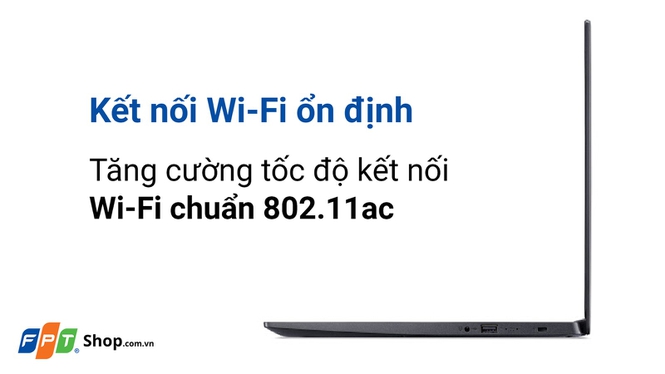 Kết nối Wi-Fi ổn định
Tăng cường tốc độ kết nối
Wi-Fi chuẩn 802.11ac
FPT® Shop.com.vn